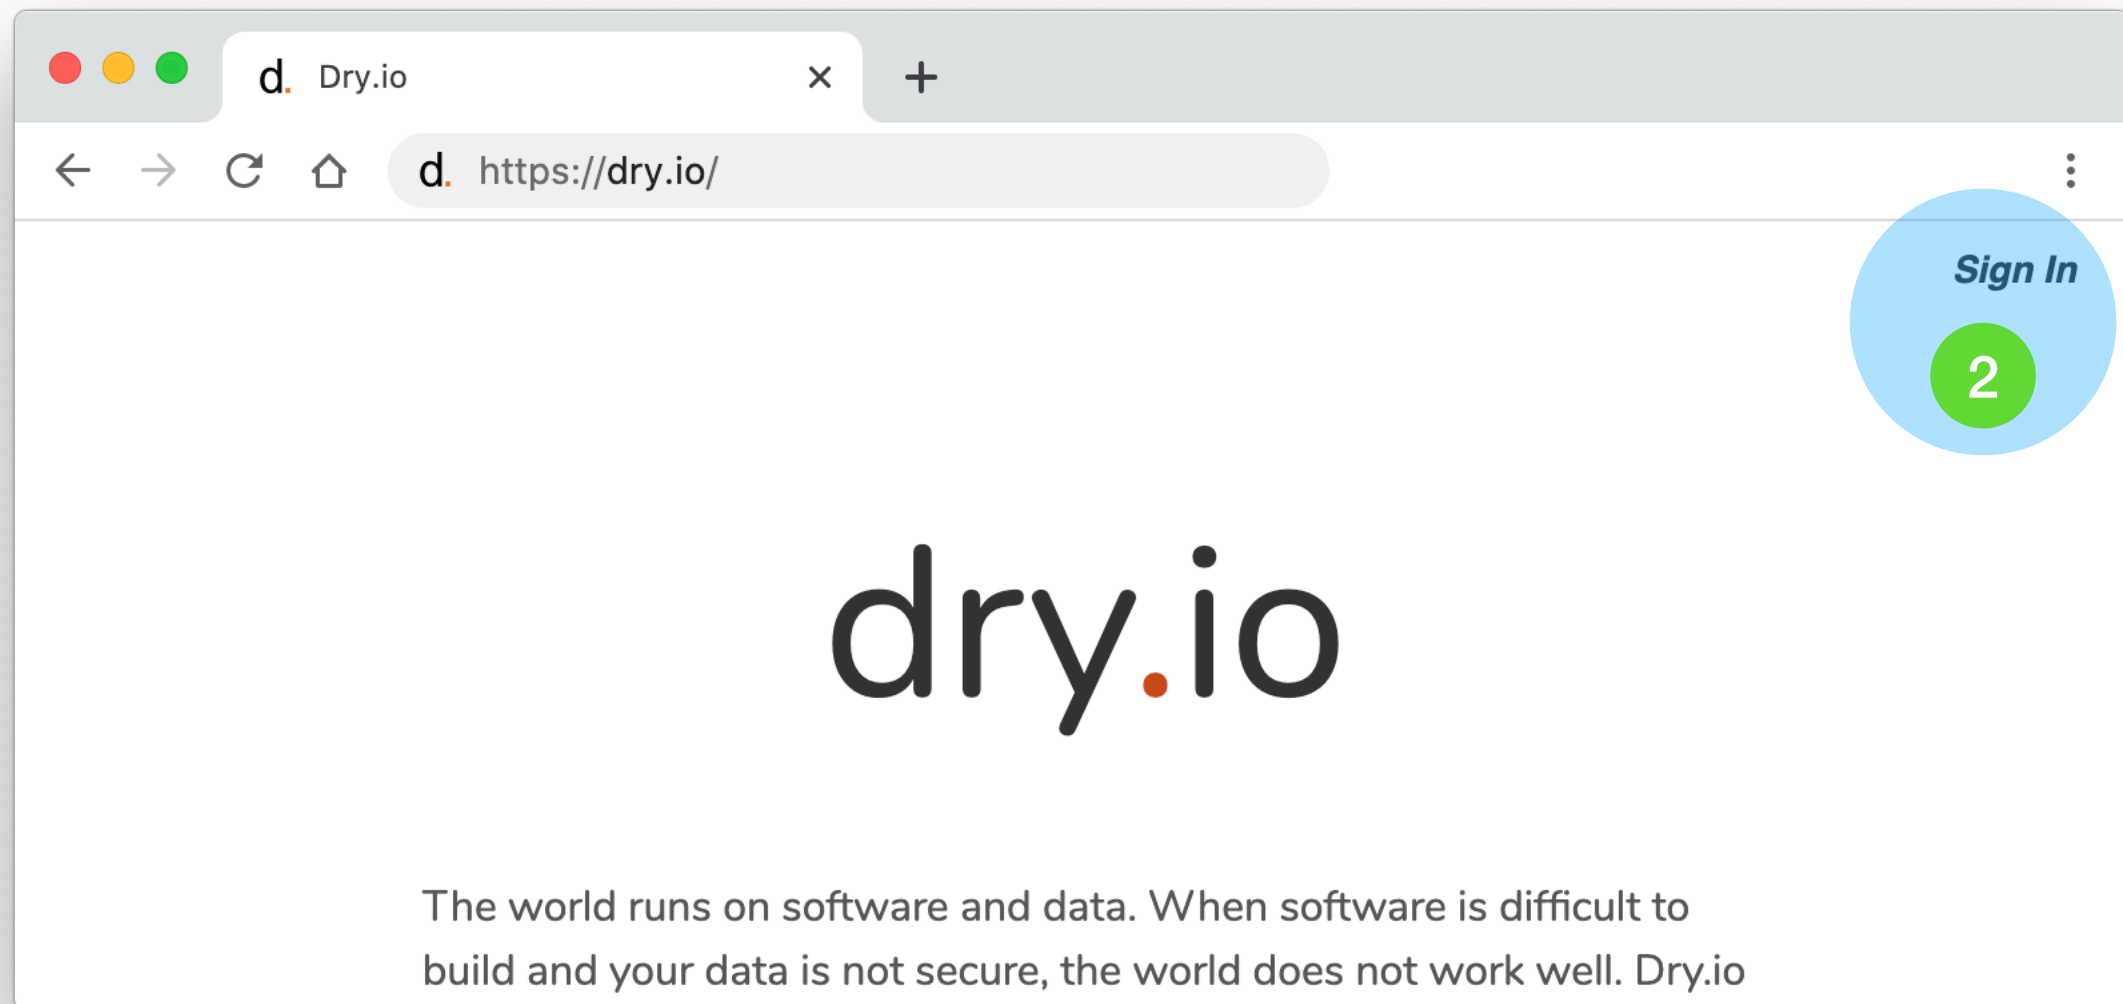 d. Dry.io
d. https://dry.io/
Sign In
2
dry.io
The world runs on software and data. When software is difficult to
build and your data is not secure, the world does not work well. Dry.io